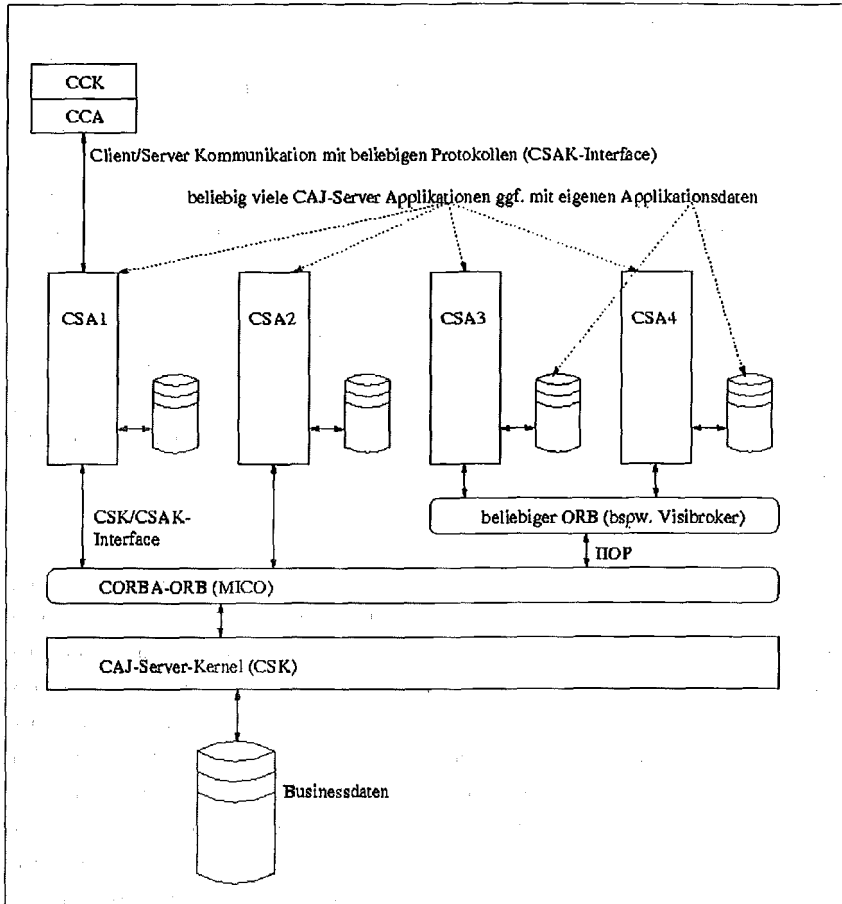 CCK
CCA
Client/Server Kommunikation mit beliebigen Protokollen (CSAK-Interface)
beliebig viele CAJ-Server Applikationen ggf. mit eigenen Applikationsdaten
CSA1
CSA2
CSA3
CSA4
CSK/CSAK-
Interface
beliebiger ORB (bspw. Visibroker)
IIOP
CORBA-ORB (MICO)
CAJ-Server-Kernel (CSK)
Businessdaten